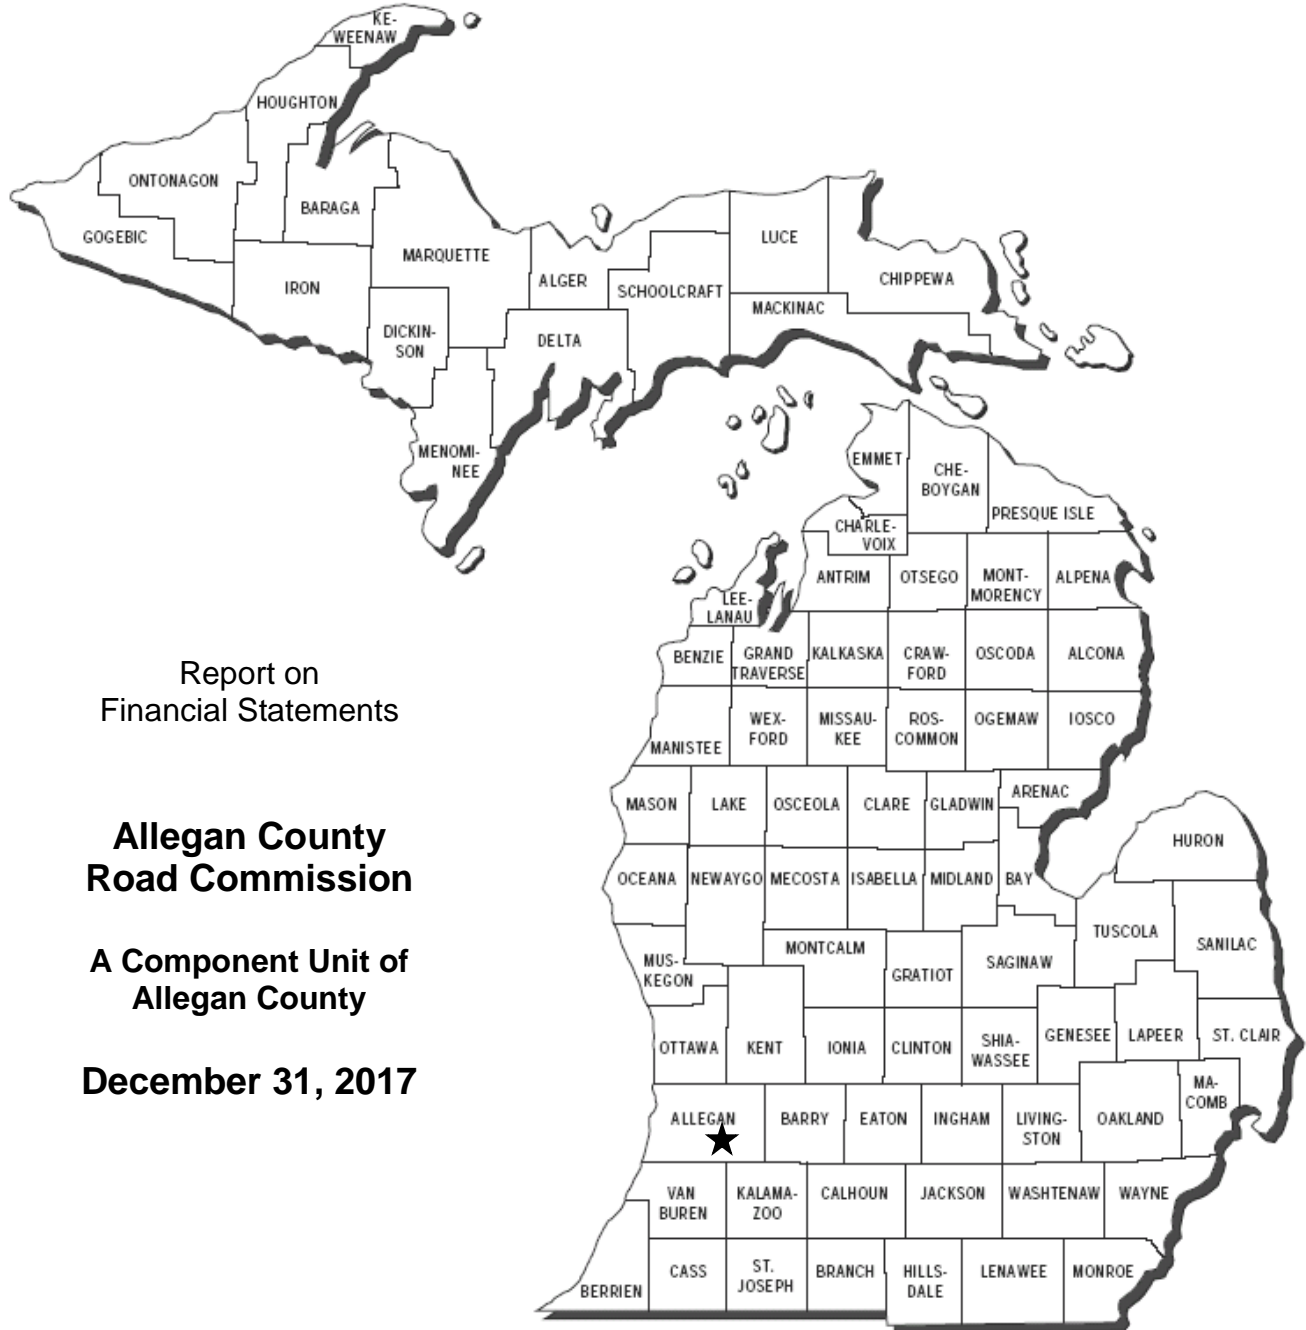 KE-
WEENAW
HOUGHTON
ONTONAGON
BARAGA
GOGEBIC
MARQUETTE
IRON
ALGER
LUCE
CHIPPEWA
SCHOOLCRAFT
MACKINAC
DICKIN-
SON
DELTA
MENOMI-
NEE
EMMET
CHE-
BOYGAN
PRESQUE ISLE
CHARLE-
VOIX
ANTRIM
OTSEGO
MONT-
MORENCY
ALPENA
LEE-
LANAU
BENZIE
GRAND
TRAVERSE
KALKASKA
CRAW-
FORD
OSCODA
ALCONA
Report on
Financial Statements
MANISTEE
WEX-
FORD
MISSAU-
KEE
ROS-
COMMON
OGEMAW
IOSCO
MASON
LAKE
OSCEOLA
CLARE
GLADWIN
ARENAC
Allegan County
Road Commission
HURON
OCEANA
NEWAYGO
MECOSTA
ISABELLA
MIDLAND
BAY
TUSCOLA
SANILAC
A Component Unit of
Allegan County
MUS-
KEGON
MONTCALM
GRATIOT
SAGINAW
OTTAWA
KENT
IONIA
CLINTON
SHIA-
WASSEE
GENESEE
LAPEER
ST. CLAIR
December 31, 2017
ALLEGAN
BARRY
EATON
INGHAM
LIVING-
STON
OAKLAND
MA-
COMB
VAN
BUREN
KALAMA-
ZOO
CALHOUN
JACKSON
WASHTENAW
WAYNE
BERRIEN
CASS
ST.
JOSEPH
BRANCH
HILLS-
DALE
LENAWEE
MONROE